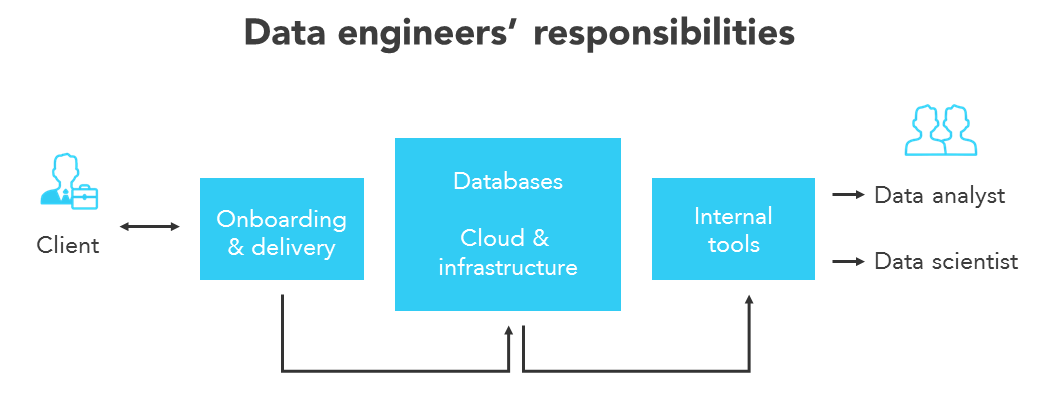 Data engineers’ responsibilities
Client
Onboarding
& delivery
Databases
Cloud &
infrastructure
Internal
tools
Data analyst
Data scientist